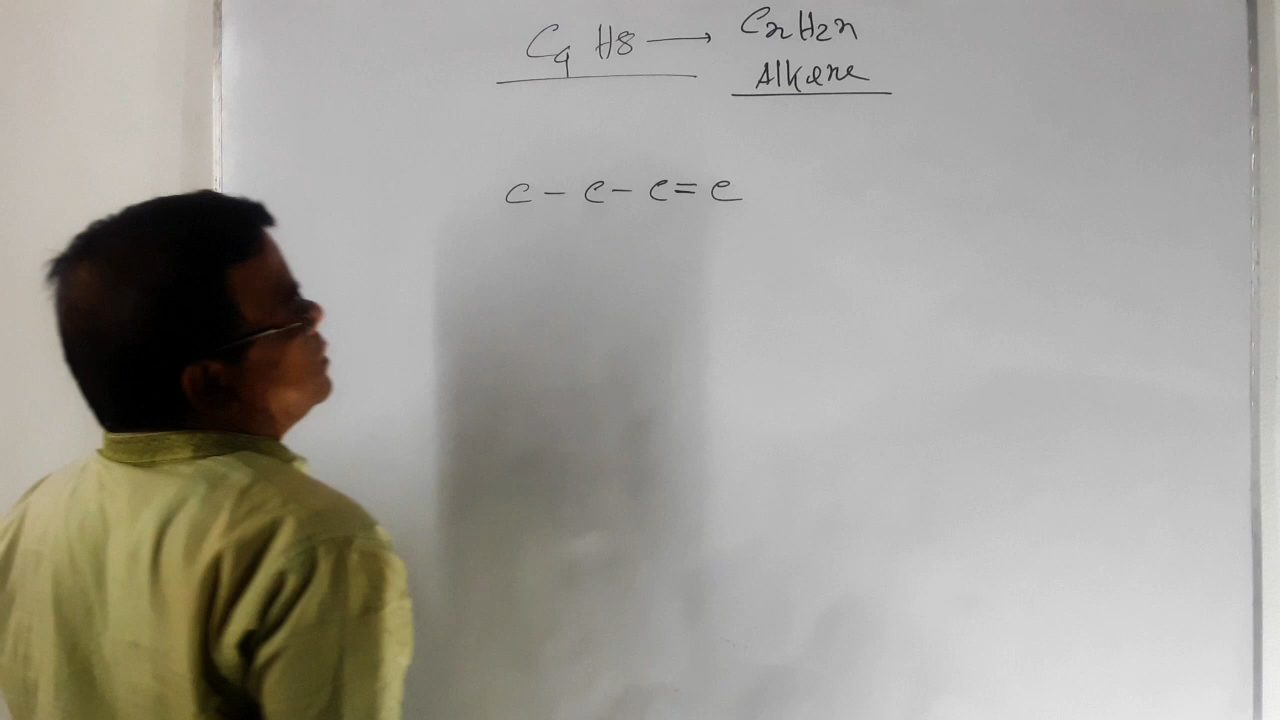 C4 H8 → CnH2n
Alkene
C - C - C = C